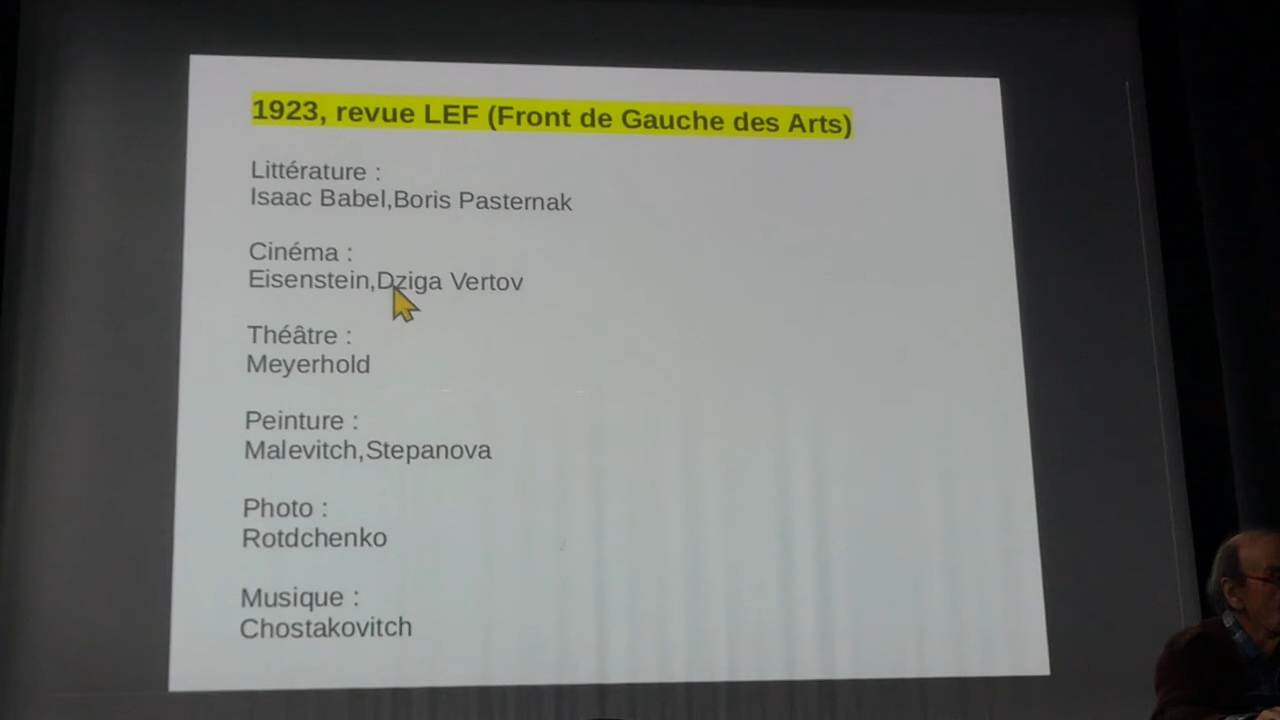 1923, revue LEF (Front de Gauche des Arts)
Littérature :
Isaac Babel,Boris Pasternak
Cinéma :
Eisenstein,Dziga Vertov
Théâtre :
Meyerhold
Peinture :
Malevitch,Stepanova
Photo :
Rotdchenko
Musique :
Chostakovitch